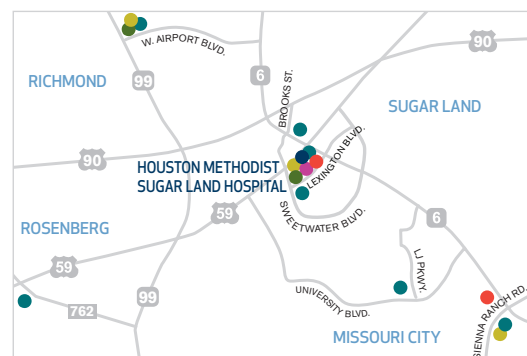 W. AIRPORT BLVD.
90
RICHMOND
99
6
BROOKS ST.
SUGAR LAND
LEXINGTON BLVD.
90
HOUSTON METHODIST
SUGAR LAND HOSPITAL
59
SWEETWATER BLVD.
6
ROSENBERG
59
LJ PKWY.
UNIVERSITY BLVD.
99
762
SIENNA RANCH RD.
MISSOURI CITY